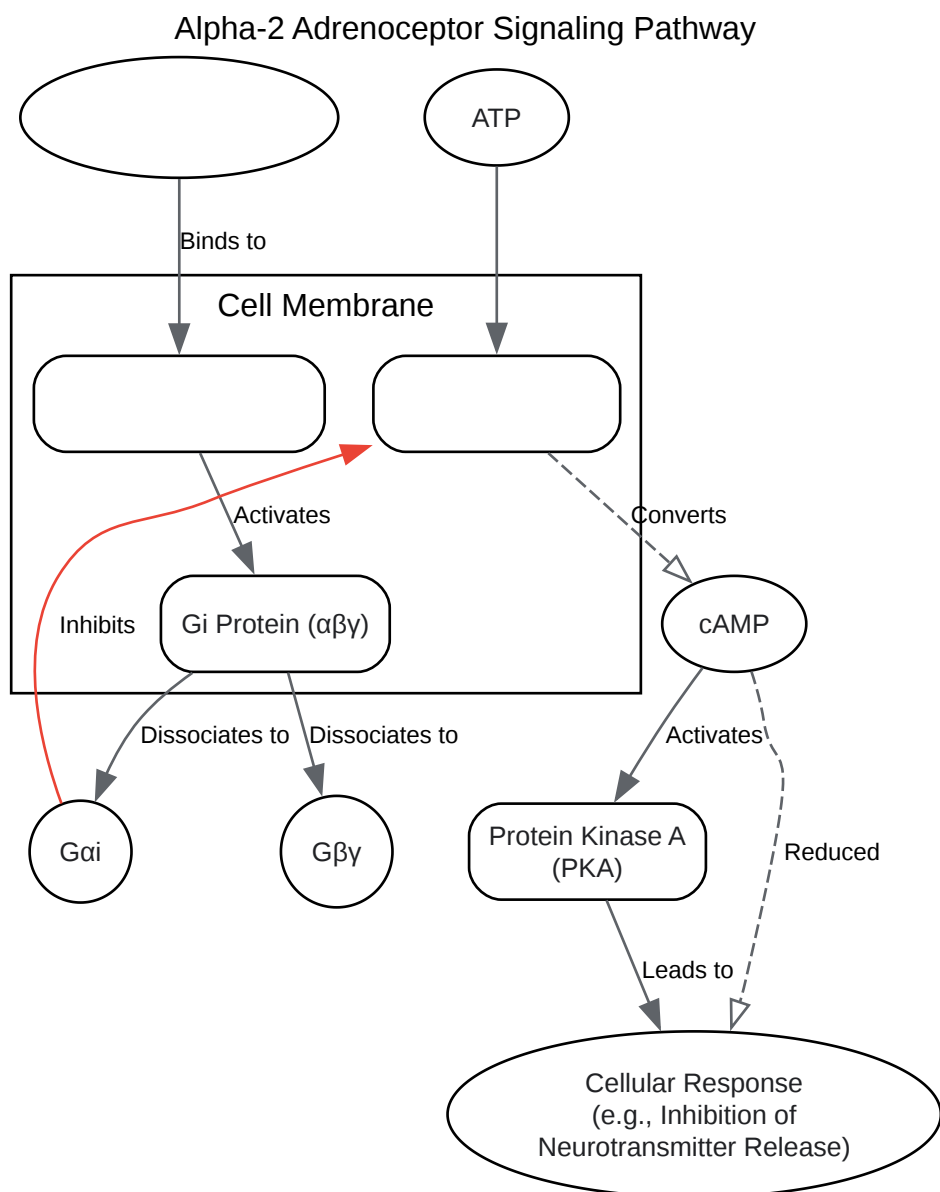 Alpha-2 Adrenoceptor Signaling Pathway
ATP
Binds to
Cell Membrane
Activates
Converts
Inhibits
Gi Protein (αβγ)
cAMP
Dissociates to
Dissociates to
Activates
Gαi
Gβγ
Protein Kinase A
(PKA)
Reduced
Leads to
Cellular Response
(e.g., Inhibition of
Neurotransmitter Release)